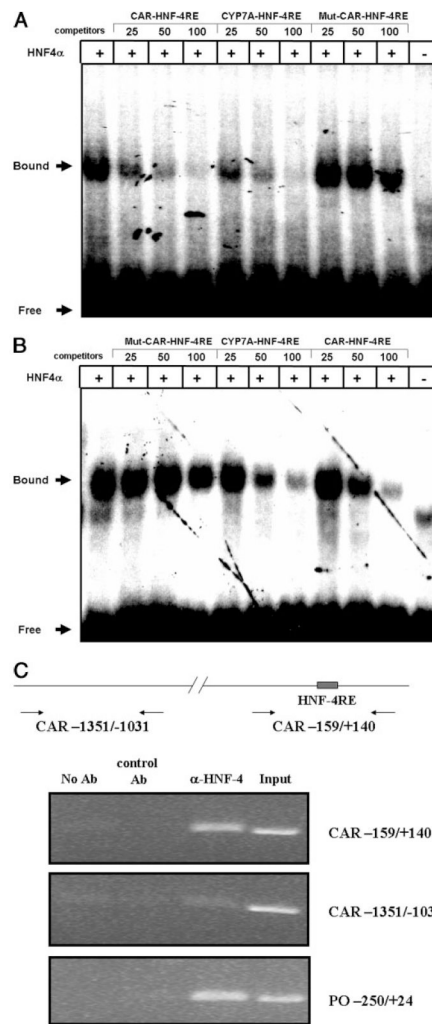 A
CAR-HNF-4RE CYP7A-HNF-4RE Mut-CAR-HNF-4RE
competitors 25 50 100 25 50 100 25 50 100
HNF4α + + + + + + + + + + -
Bound
Free
B
Mut-CAR-HNF-4RE CYP7A-HNF-4RE CAR-HNF-4RE
competitors 25 50 100 25 50 100 25 50 100
HNF4α + + + + + + + + + + -
Bound
Free
C
HNF-4RE
CAR –1351/-1031 CAR –159/+140
No Ab control Ab α-HNF-4 Input
CAR –159/+140
CAR –1351/-103
PO –250/+24